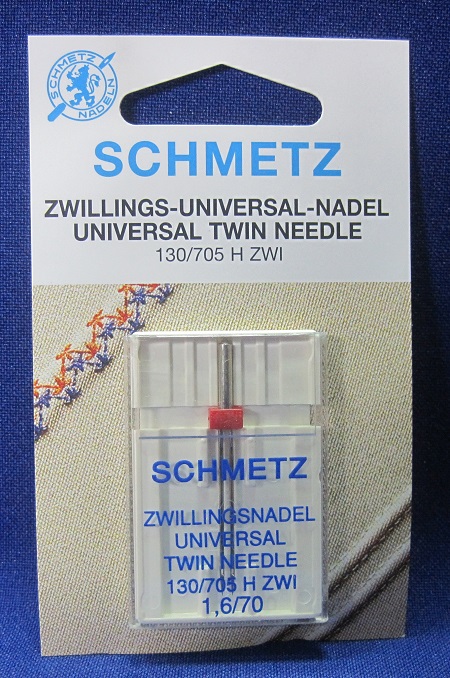 SCHMETZ
NADELN
SCHMETZ
ZWILLINGS-UNIVERSAL-NADEL
UNIVERSAL TWIN NEEDLE
130/705 H ZWI
SCHMETZ
ZWILLINGSNADEL
UNIVERSAL
TWIN NEEDLE
130/705 H ZWI
1,6/70